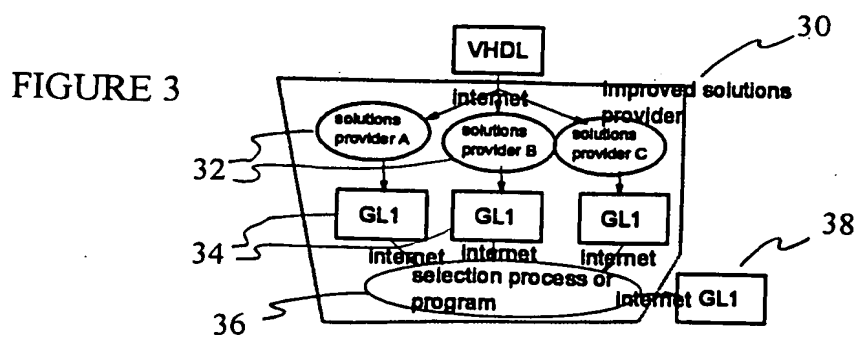 FIGURE 3
VHDL
30
internet
improved solutions
provider
solutions
provider A
solutions
provider B
solutions
provider C
32
GL1
GL1
GL1
34
internet
internet
internet
38
selection process or
program
internet
GL1
36